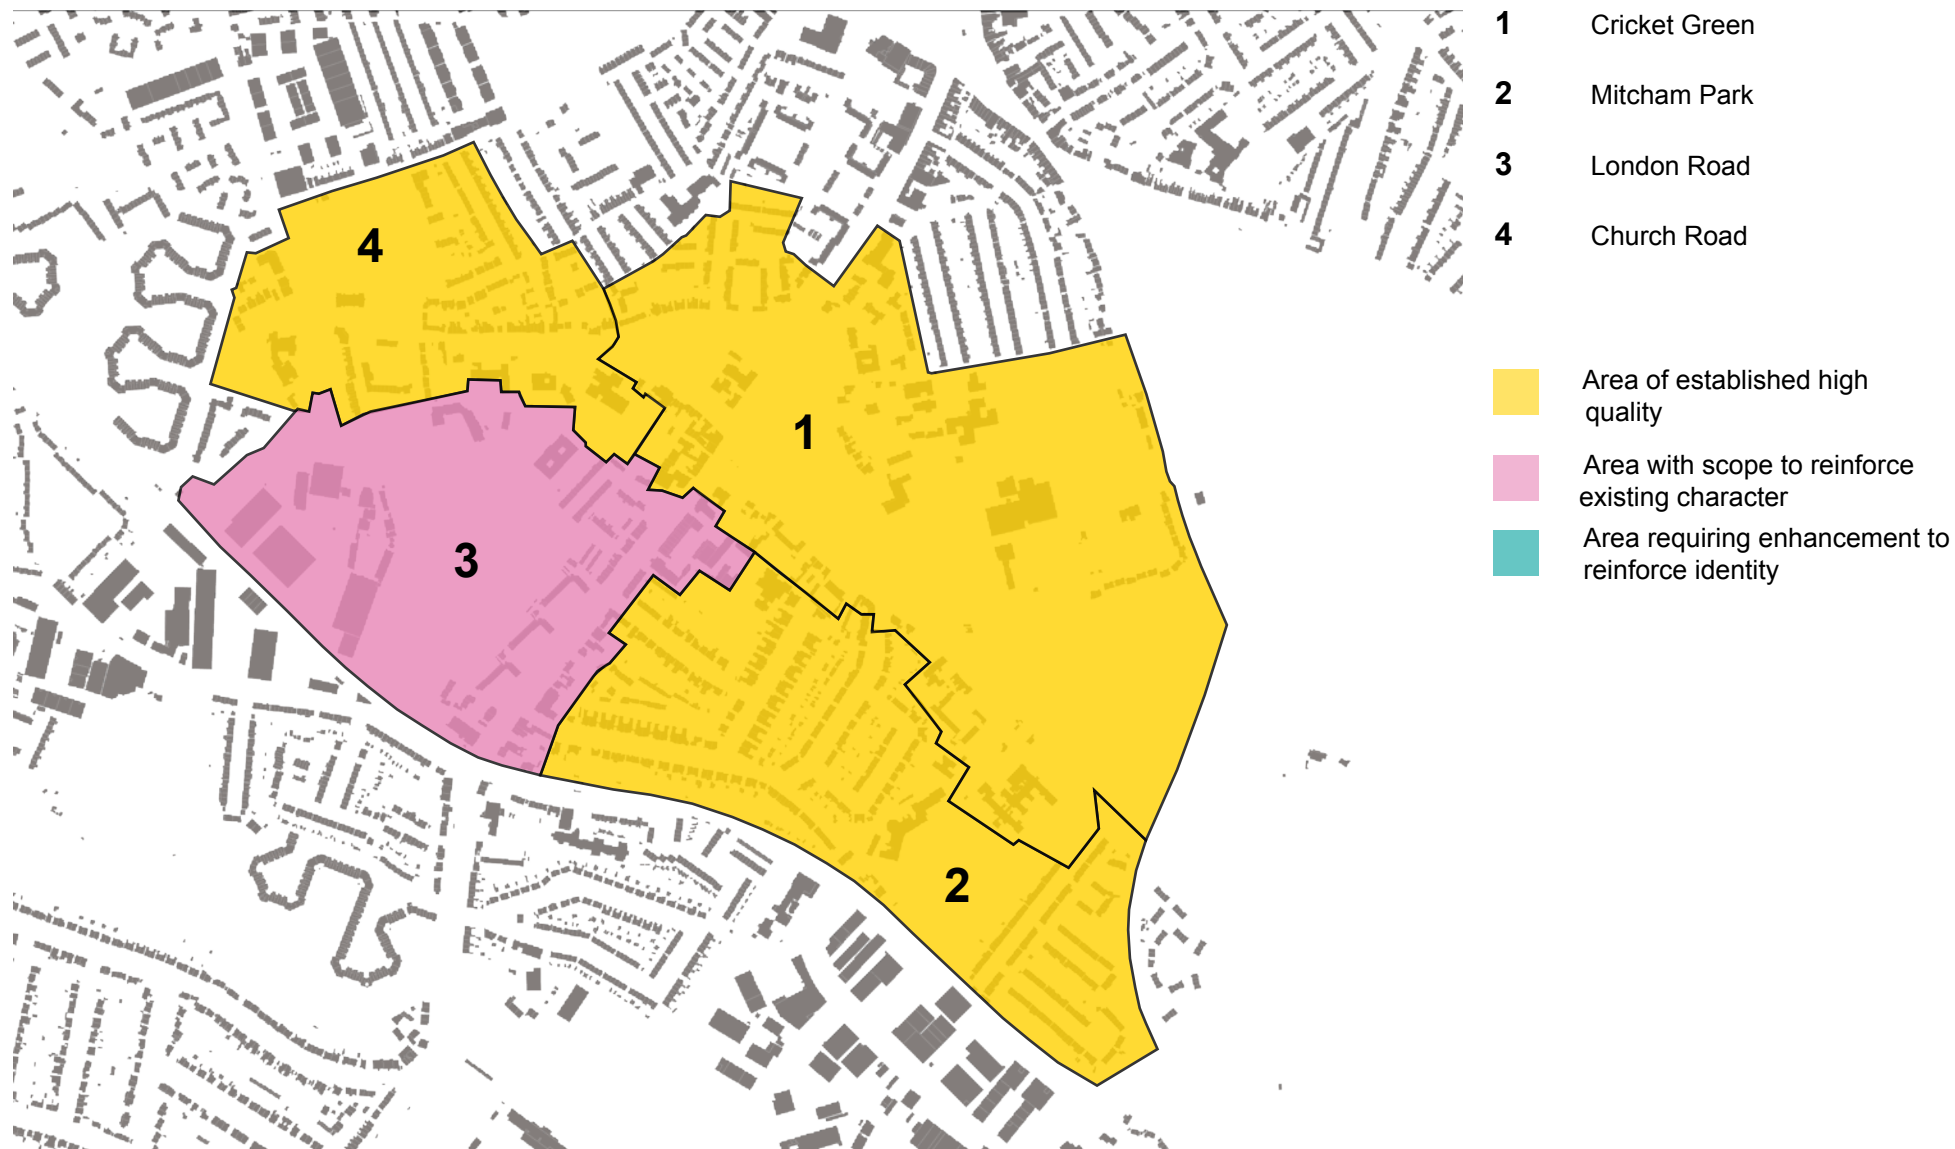 1 Cricket Green
2 Mitcham Park
3 London Road
4 Church Road
Area of established high
quality
Area with scope to reinforce
existing character
Area requiring enhancement to
reinforce identity
4
1
3
2